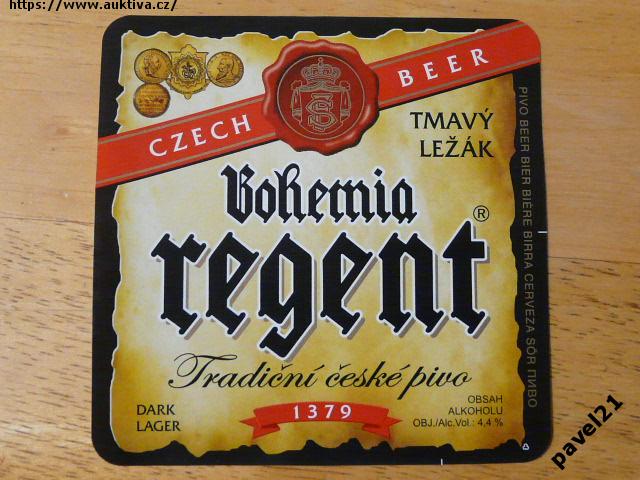 https://www.auktiva.cz/
CZECH BEER
TMAVÝ
LEŽÁK
Bohemia
regent ®
Tradiční české pivo
DARK
LAGER
1379
OBSAH
ALKOHOLU
OBJ./Alc.Vol.: 4,4 %
PIVO BEER BIER BIÈRE BIRRA CERVEZA SÖR ПИВО
pavel21